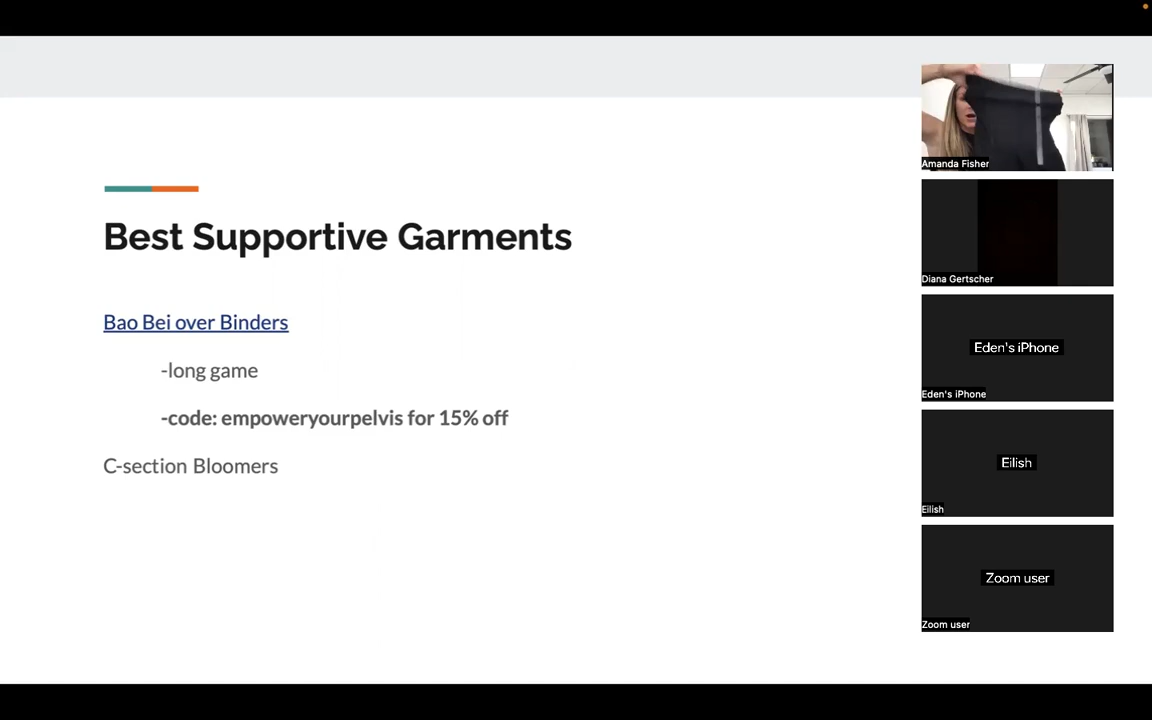 Best Supportive Garments
Bao Bei over Binders
-long game
-code: empoweryourpelvis for 15% off
C-section Bloomers
Amanda Fisher
Diana Gertscher
Eden's iPhone
Eden's iPhone
Eilish
Eilish
Zoom user
Zoom user